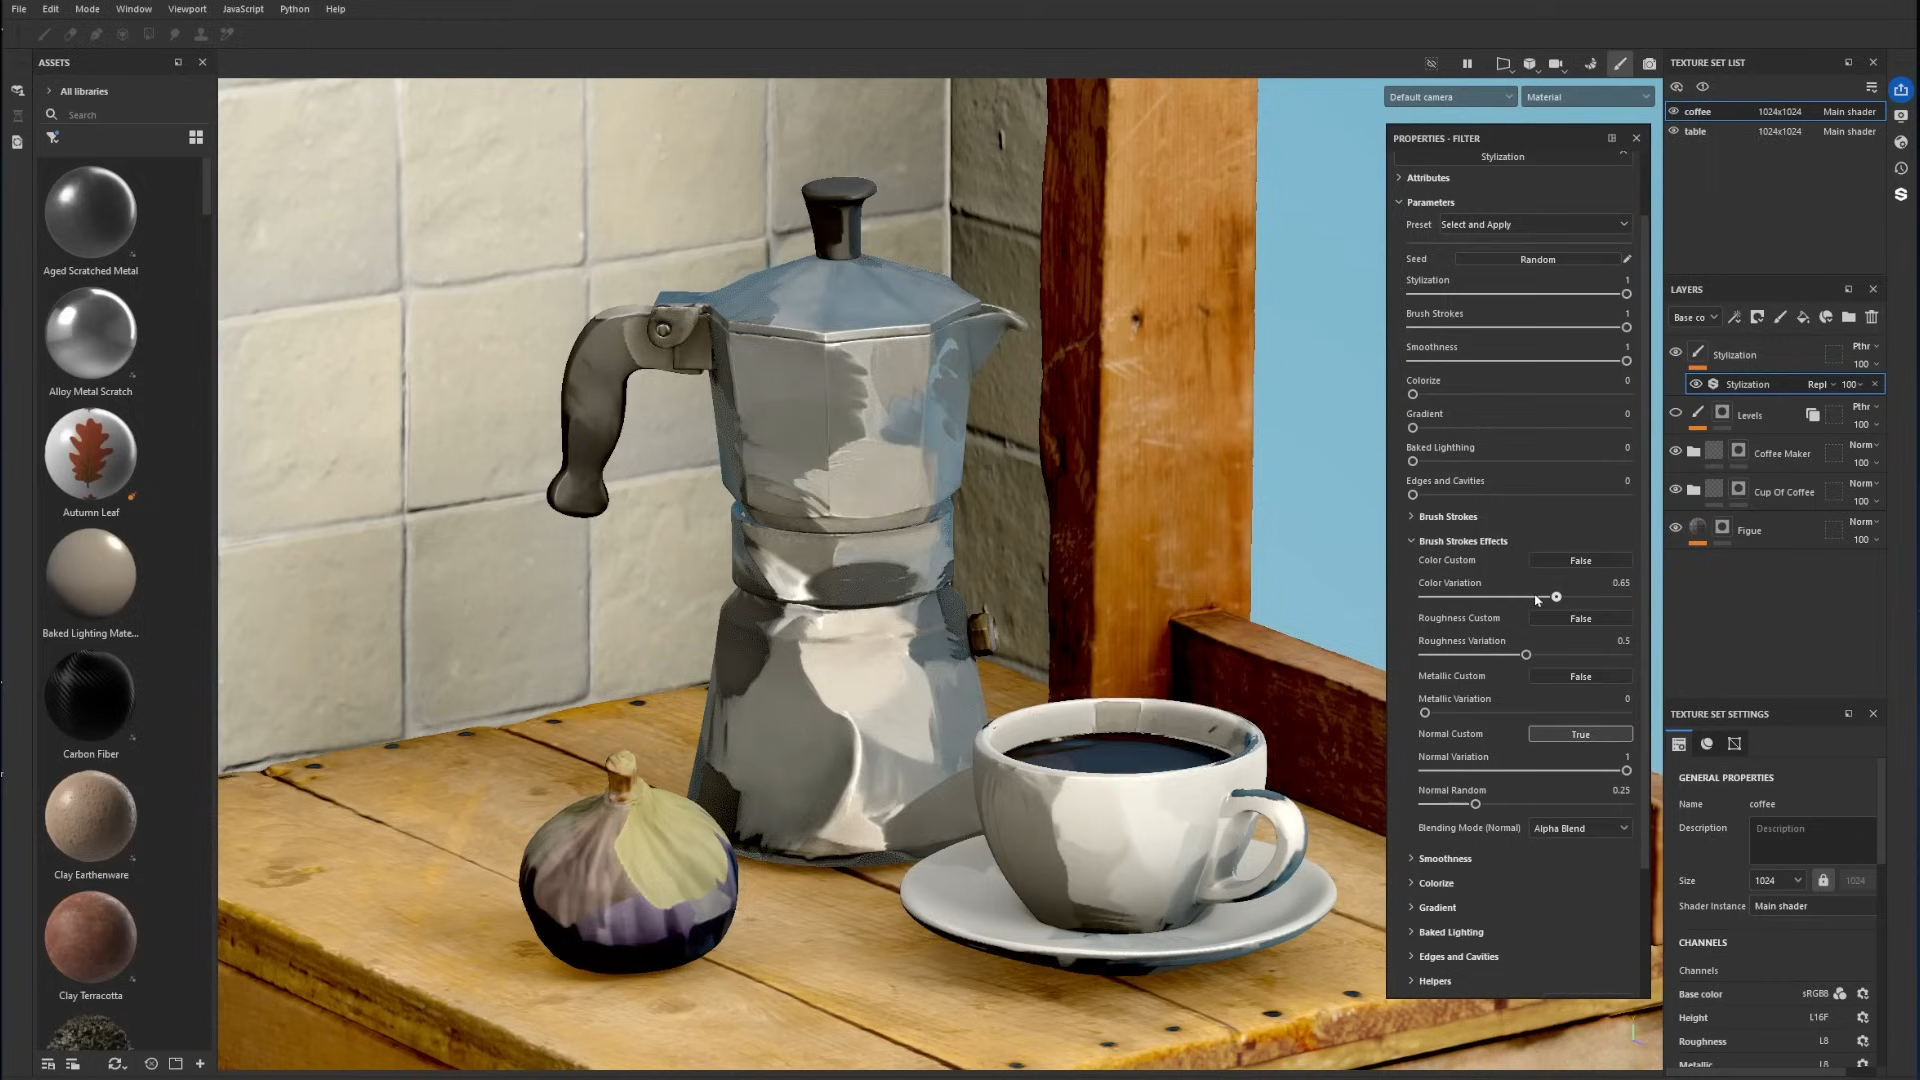 File Edit Mode Window Viewport JavaScript Python Help
ASSETS
All libraries
Search
Aged Scratched Metal
Alloy Metal Scratch
Autumn Leaf
Baked Lighting Mate...
Carbon Fiber
Clay Earthenware
Clay Terracotta
Default camera
Material
PROPERTIES - FILTER
Stylization
Attributes
Parameters
Preset Select and Apply
Seed Random
Stylization 1
Brush Strokes 1
Smoothness 1
Colorize 0
Gradient 0
Baked Lighthing 0
Edges and Cavities 0
Brush Strokes
Brush Strokes Effects
Color Custom False
Color Variation 0.65
Roughness Custom False
Roughness Variation 0.5
Metallic Custom False
Metallic Variation 0
Normal Custom True
Normal Variation 1
Normal Random 0.25
Blending Mode (Normal) Alpha Blend
Smoothness
Colorize
Gradient
Baked Lighting
Edges and Cavities
Helpers
TEXTURE SET LIST
coffee 1024x1024 Main shader
table 1024x1024 Main shader
LAYERS
Base co
Stylization Pthr
100
Stylization Repl 100
Levels Pthr
100
Coffee Maker Norm
100
Cup Of Coffee Norm
100
Figue Norm
100
TEXTURE SET SETTINGS
GENERAL PROPERTIES
Name coffee
Description Description
Size 1024 1024
Shader Instance Main shader
CHANNELS
Channels
Base color sRGB8
Height L16F
Roughness L8
Metallic L8